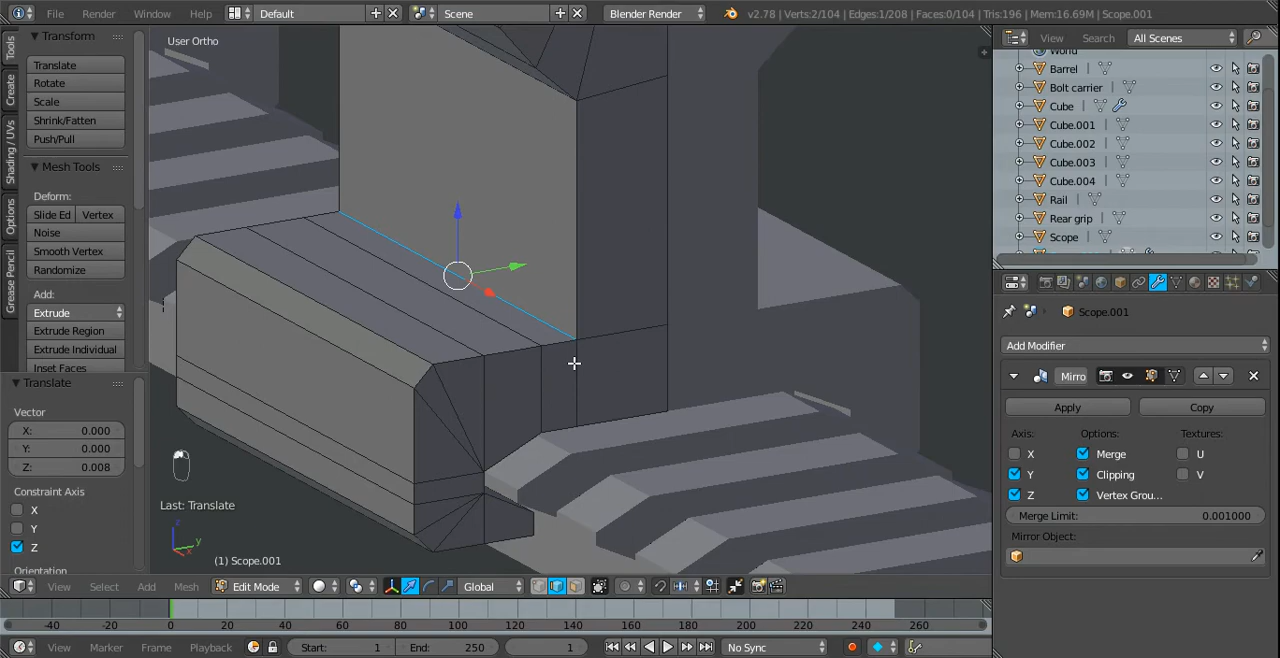 File Render Window Help Default Scene Blender Render v2.78 | Verts:2/104 | Edges:1/208 | Faces:0/104 | Tris:196 | Mem:16.69M | Scope.001
Tools
Create
Shading / UVs
Options
Grease Pencil
Transform
Translate
Rotate
Scale
Shrink/Fatten
Push/Pull
Mesh Tools
Deform:
Slide Ed Vertex
Noise
Smooth Vertex
Randomize
Add:
Extrude
Extrude Region
Extrude Individual
Inset Faces
Translate
Vector
X: 0.000
Y: 0.000
Z: 0.008
Constraint Axis
X
Y
Z
Orientation
User Ortho
Last: Translate
z
y
(1) Scope.001
View Select Add Mesh Edit Mode Global
View Search All Scenes
World
Barrel
Bolt carrier
Cube
Cube.001
Cube.002
Cube.003
Cube.004
Rail
Rear grip
Scope
Scope.001
Add Modifier
Mirro
Apply Copy
Axis: Options: Textures:
X Merge U
Y Clipping V
Z Vertex Grou...
Merge Limit: 0.001000
Mirror Object:
-40 -20 0 20 40 60 80 100 120 140 160 180 200 220 240 260
View Marker Frame Playback Start: 1 End: 250 1 No Sync